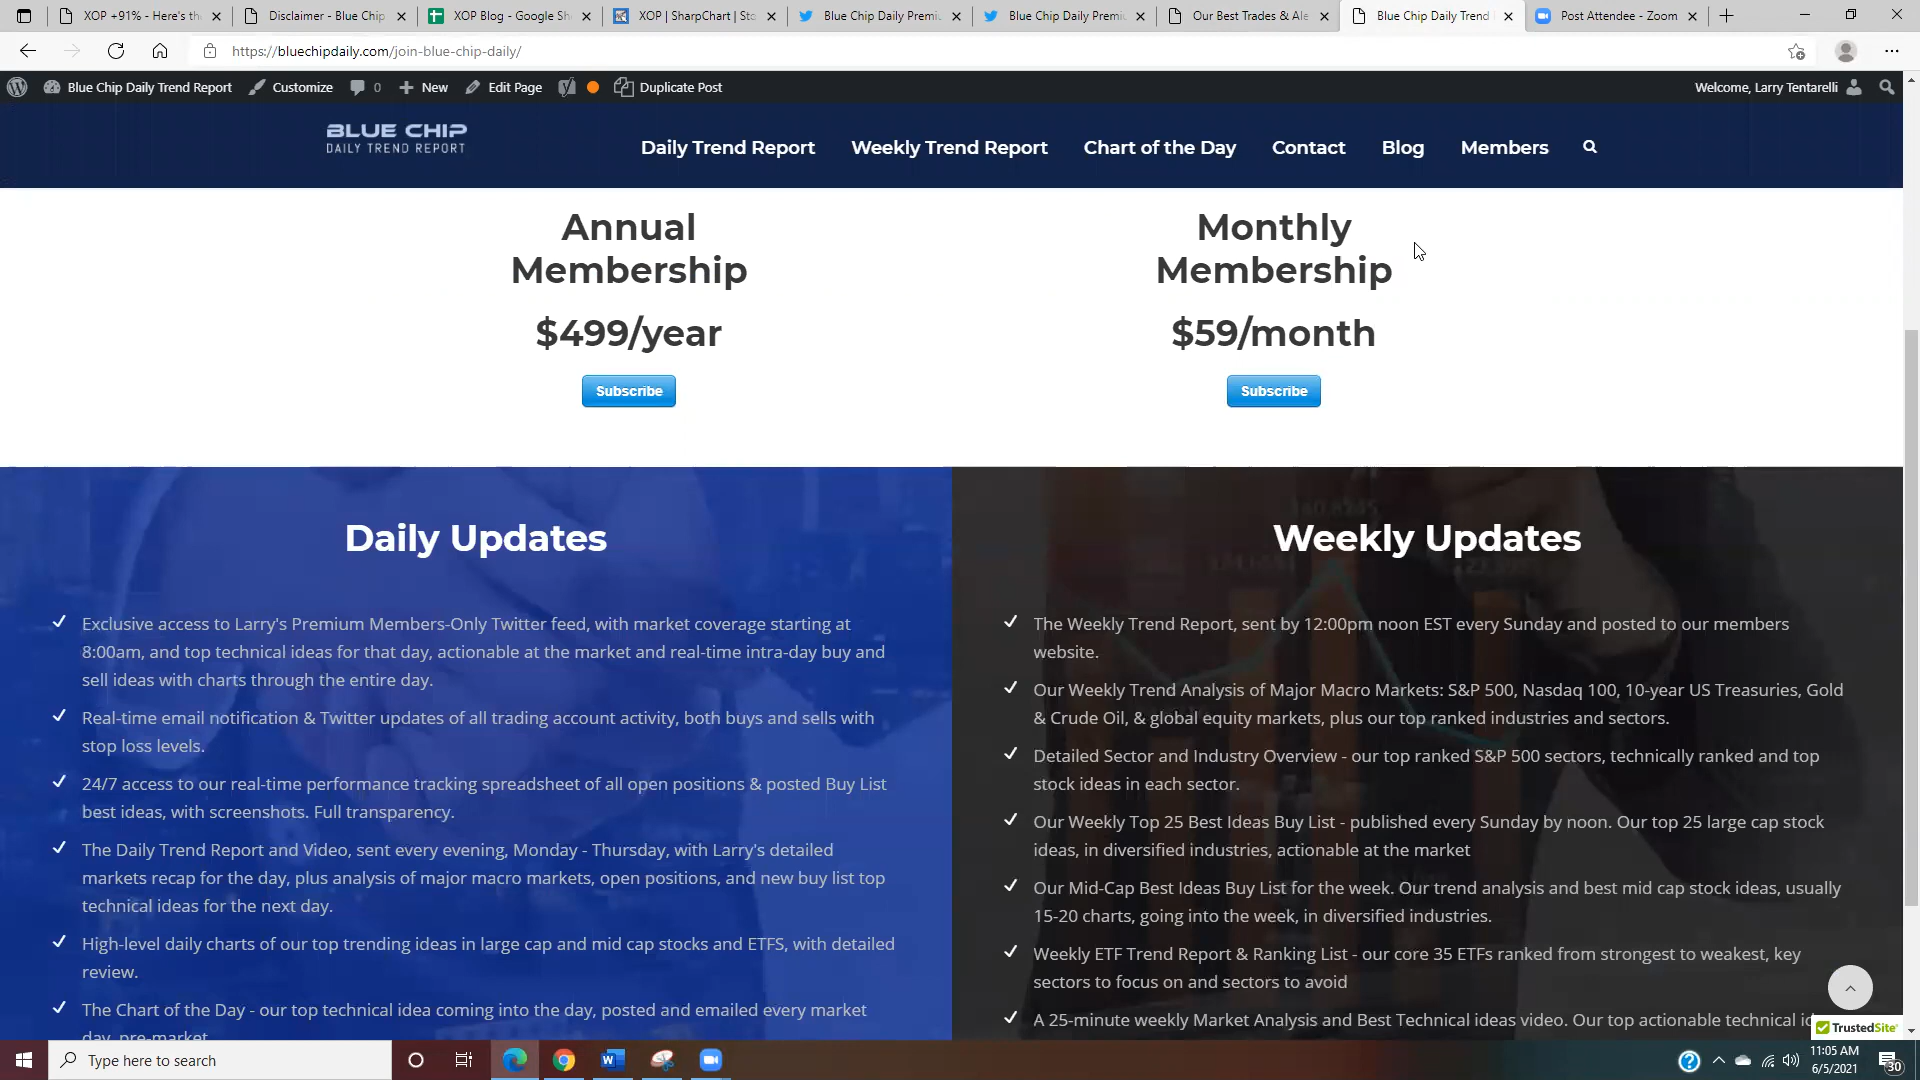 XOP +91% - Here's th
Disclaimer - Blue Chip
XOP Blog - Google Sh
XOP | SharpChart | Sto
Blue Chip Daily Premiu
Blue Chip Daily Premiu
Our Best Trades & Ale
Blue Chip Daily Trend
Post Attendee - Zoom
https://bluechipdaily.com/join-blue-chip-daily/
Blue Chip Daily Trend Report
Customize
0
New
Edit Page
Duplicate Post
Welcome, Larry Tentarelli
BLUE CHIP
DAILY TREND REPORT
Daily Trend Report
Weekly Trend Report
Chart of the Day
Contact
Blog
Members
Annual
Membership
$499/year
Subscribe
Monthly
Membership
$59/month
Subscribe
Daily Updates
Exclusive access to Larry's Premium Members-Only Twitter feed, with market coverage starting at
8:00am, and top technical ideas for that day, actionable at the market and real-time intra-day buy and
sell ideas with charts through the entire day.
Real-time email notification & Twitter updates of all trading account activity, both buys and sells with
stop loss levels.
24/7 access to our real-time performance tracking spreadsheet of all open positions & posted Buy List
best ideas, with screenshots. Full transparency.
The Daily Trend Report and Video, sent every evening, Monday - Thursday, with Larry's detailed
markets recap for the day, plus analysis of major macro markets, open positions, and new buy list top
technical ideas for the next day.
High-level daily charts of our top trending ideas in large cap and mid cap stocks and ETFS, with detailed
review.
The Chart of the Day - our top technical idea coming into the day, posted and emailed every market
day, pre-market
Weekly Updates
The Weekly Trend Report, sent by 12:00pm noon EST every Sunday and posted to our members
website.
Our Weekly Trend Analysis of Major Macro Markets: S&P 500, Nasdaq 100, 10-year US Treasuries, Gold
& Crude Oil, & global equity markets, plus our top ranked industries and sectors.
Detailed Sector and Industry Overview - our top ranked S&P 500 sectors, technically ranked and top
stock ideas in each sector.
Our Weekly Top 25 Best Ideas Buy List - published every Sunday by noon. Our top 25 large cap stock
ideas, in diversified industries, actionable at the market
Our Mid-Cap Best Ideas Buy List for the week. Our trend analysis and best mid cap stock ideas, usually
15-20 charts, going into the week, in diversified industries.
Weekly ETF Trend Report & Ranking List - our core 35 ETFs ranked from strongest to weakest, key
sectors to focus on and sectors to avoid
A 25-minute weekly Market Analysis and Best Technical ideas video. Our top actionable technical
TrustedSite
Type here to search
11:05 AM
6/5/2021
30